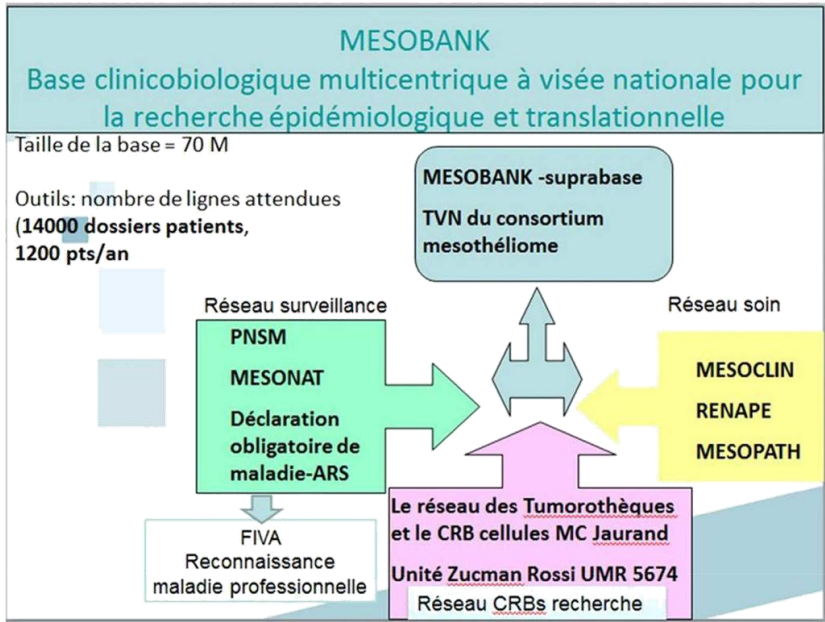 MESOBANK
Base clinicobiologique multicentrique à visée nationale pour
la recherche épidémiologique et translationnelle
Taille de la base = 70 M
Outils: nombre de lignes attendues
(14000 dossiers patients,
1200 pts/an
MESOBANK -suprabase
TVN du consortium
mesothéliome
Réseau surveillance
PNSM
MESONAT
Déclaration
obligatoire de
maladie-ARS
FIVA
Reconnaissance
maladie professionnelle
Réseau soin
MESOCLIN
RENAPE
MESOPATH
Le réseau des Tumorothèques
et le CRB cellules MC Jaurand
Unité Zucman Rossi UMR 5674
Réseau CRBs recherche